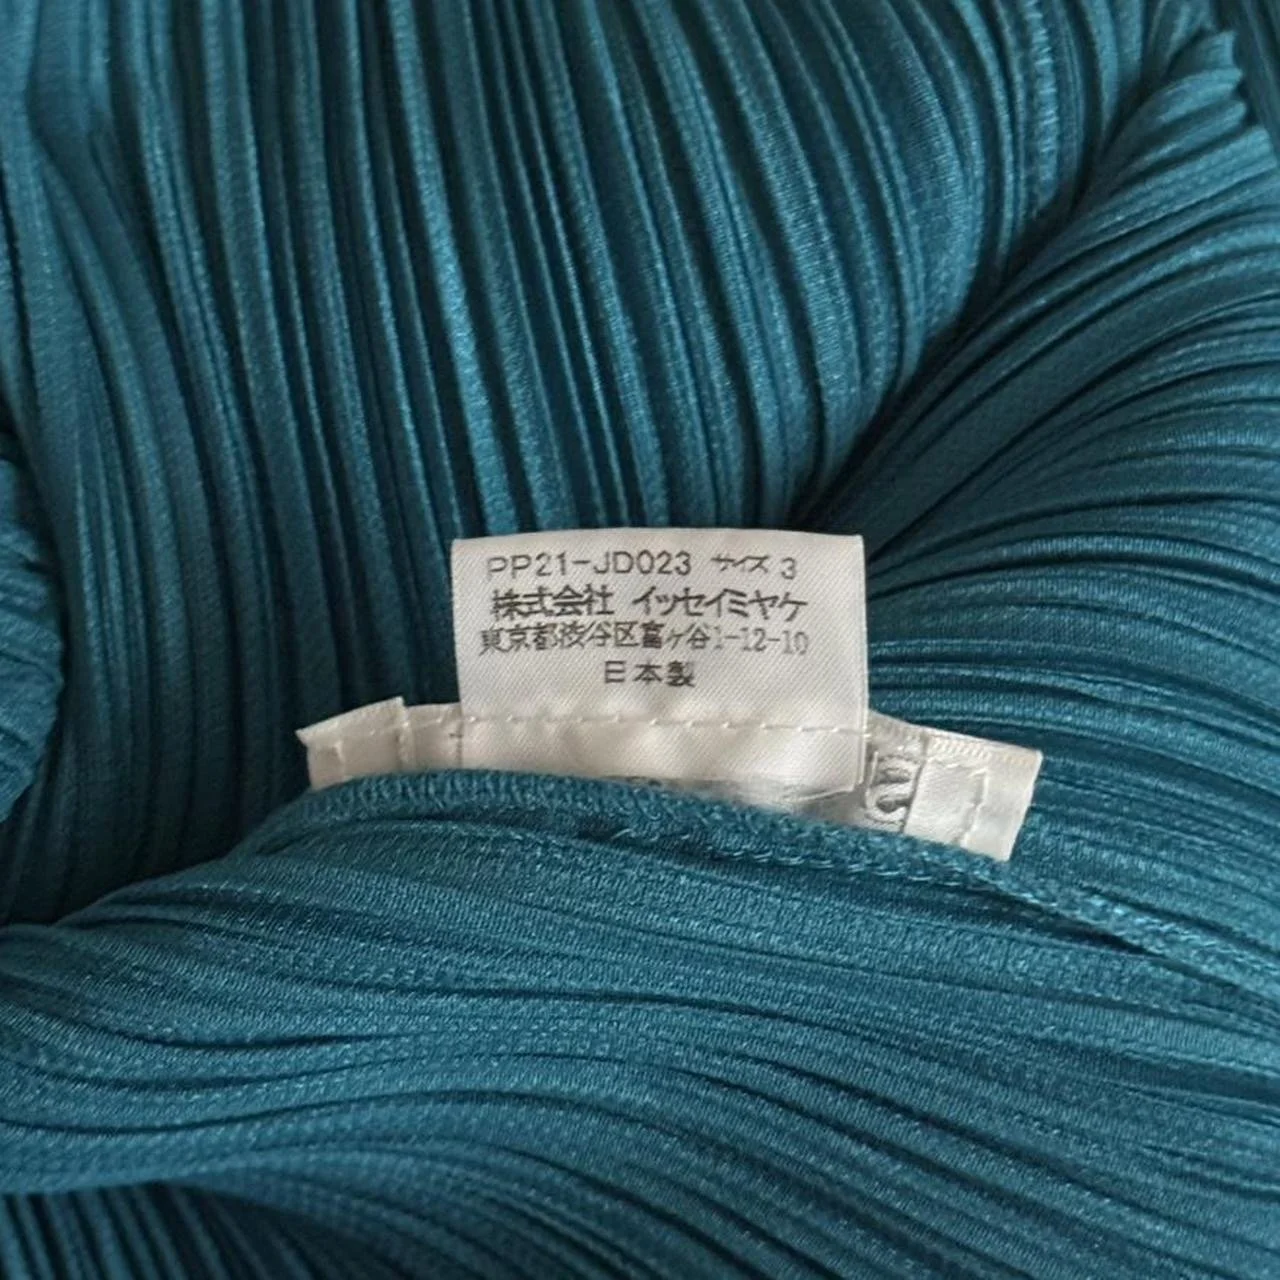 PP21-JD023 サイズ 3
株式会社 イッセイミヤケ
東京都渋谷区富ヶ谷1-12-10
日本製